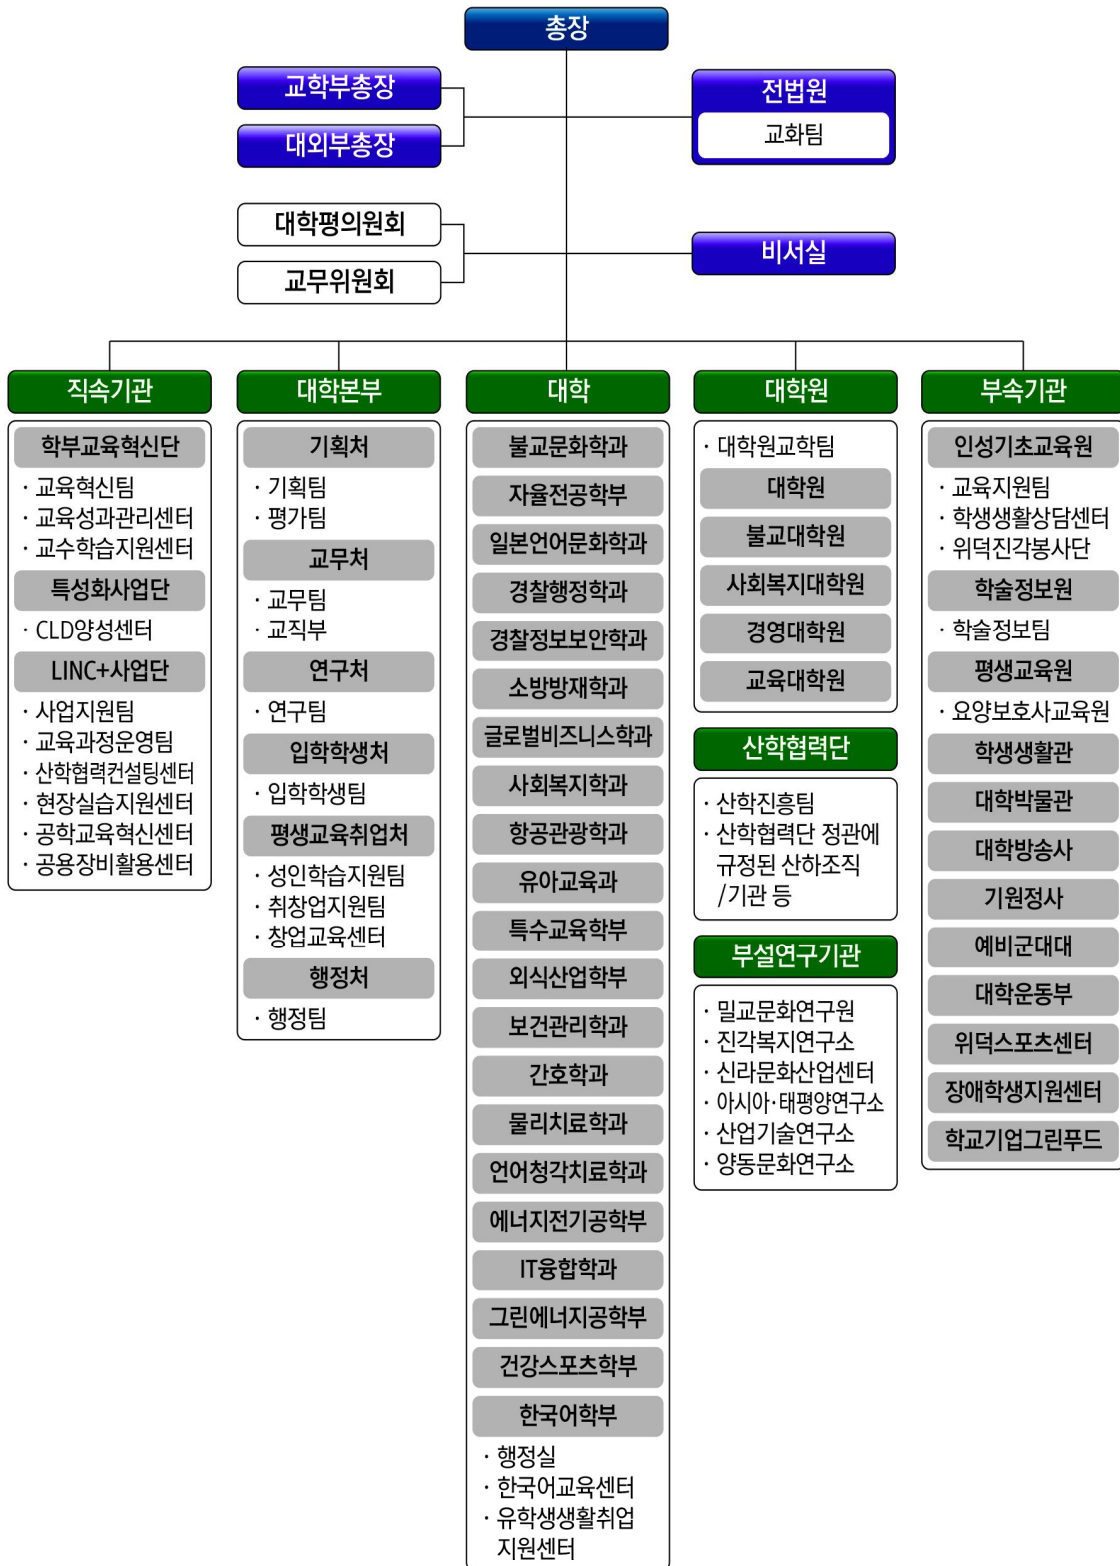 총장
교학부총장
대외부총장
전법원
교화팀
대학평의원회
교무위원회
비서실
직속기관
학부교육혁신단
· 교육혁신팀
· 교육성과관리센터
· 교수학습지원센터
특성화사업단
· CLD양성센터
LINC+사업단
· 사업지원팀
· 교육과정운영팀
· 산학협력컨설팅센터
· 현장실습지원센터
· 공학교육혁신센터
· 공용장비활용센터
대학본부
기획처
· 기획팀
· 평가팀
교무처
· 교무팀
· 교직부
연구처
· 연구팀
입학학생처
· 입학학생팀
평생교육취업처
· 성인학습지원팀
· 취창업지원팀
· 창업교육센터
행정처
· 행정팀
대학
불교문화학과
자율전공학부
일본언어문화학과
경찰행정학과
경찰정보보안학과
소방방재학과
글로벌비즈니스학과
사회복지학과
항공관광학과
유아교육과
특수교육학부
외식산업학부
보건관리학과
간호학과
물리치료학과
언어청각치료학과
에너지전기공학부
IT융합학과
그린에너지공학부
건강스포츠학부
한국어학부
· 행정실
· 한국어교육센터
· 유학생생활취업
지원센터
대학원
· 대학원교학팀
대학원
불교대학원
사회복지대학원
경영대학원
교육대학원
산학협력단
· 산학진흥팀
· 산학협력단 정관에
규정된 산하조직
/기관 등
부설연구기관
· 밀교문화연구원
· 진각복지연구소
· 신라문화산업센터
· 아시아·태평양연구소
· 산업기술연구소
· 양동문화연구소
부속기관
인성기초교육원
· 교육지원팀
· 학생생활상담센터
· 위덕진각봉사단
학술정보원
· 학술정보팀
평생교육원
· 요양보호사교육원
학생생활관
대학박물관
대학방송사
기원정사
예비군대대
대학운동부
위덕스포츠센터
장애학생지원센터
학교기업그린푸드